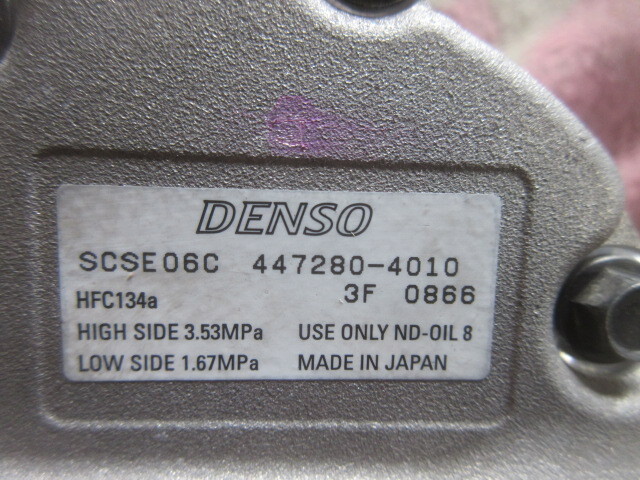 DENSO
SCSE06C 447280-4010
HFC134a 3F 0866
HIGH SIDE 3.53MPa USE ONLY ND-OIL 8
LOW SIDE 1.67MPa MADE IN JAPAN